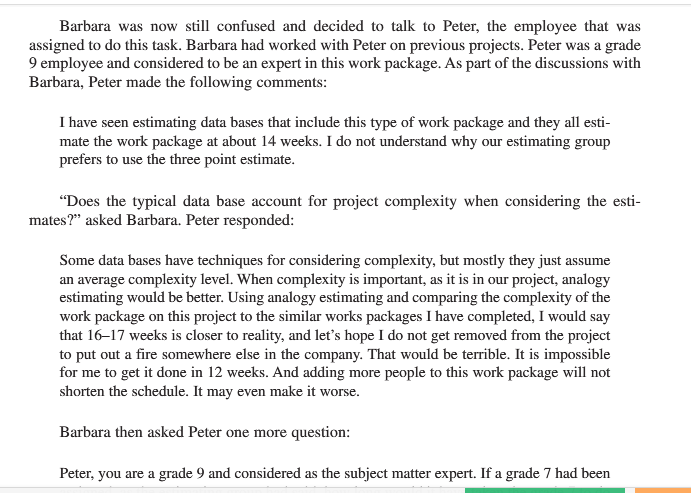 Barbara was now still confused and decided to talk to Peter, the employee that was
assigned to do this task. Barbara had worked with Peter on previous projects. Peter was a grade
9 employee and considered to be an expert in this work package. As part of the discussions with
Barbara, Peter made the following comments:
I have seen estimating data bases that include this type of work package and they all esti-
mate the work package at about 14 weeks. I do not understand why our estimating group
prefers to use the three point estimate.
“Does the typical data base account for project complexity when considering the esti-
mates?” asked Barbara. Peter responded:
Some data bases have techniques for considering complexity, but mostly they just assume
an average complexity level. When complexity is important, as it is in our project, analogy
estimating would be better. Using analogy estimating and comparing the complexity of the
work package on this project to the similar works packages I have completed, I would say
that 16–17 weeks is closer to reality, and let’s hope I do not get removed from the project
to put out a fire somewhere else in the company. That would be terrible. It is impossible
for me to get it done in 12 weeks. And adding more people to this work package will not
shorten the schedule. It may even make it worse.
Barbara then asked Peter one more question:
Peter, you are a grade 9 and considered as the subject matter expert. If a grade 7 had been